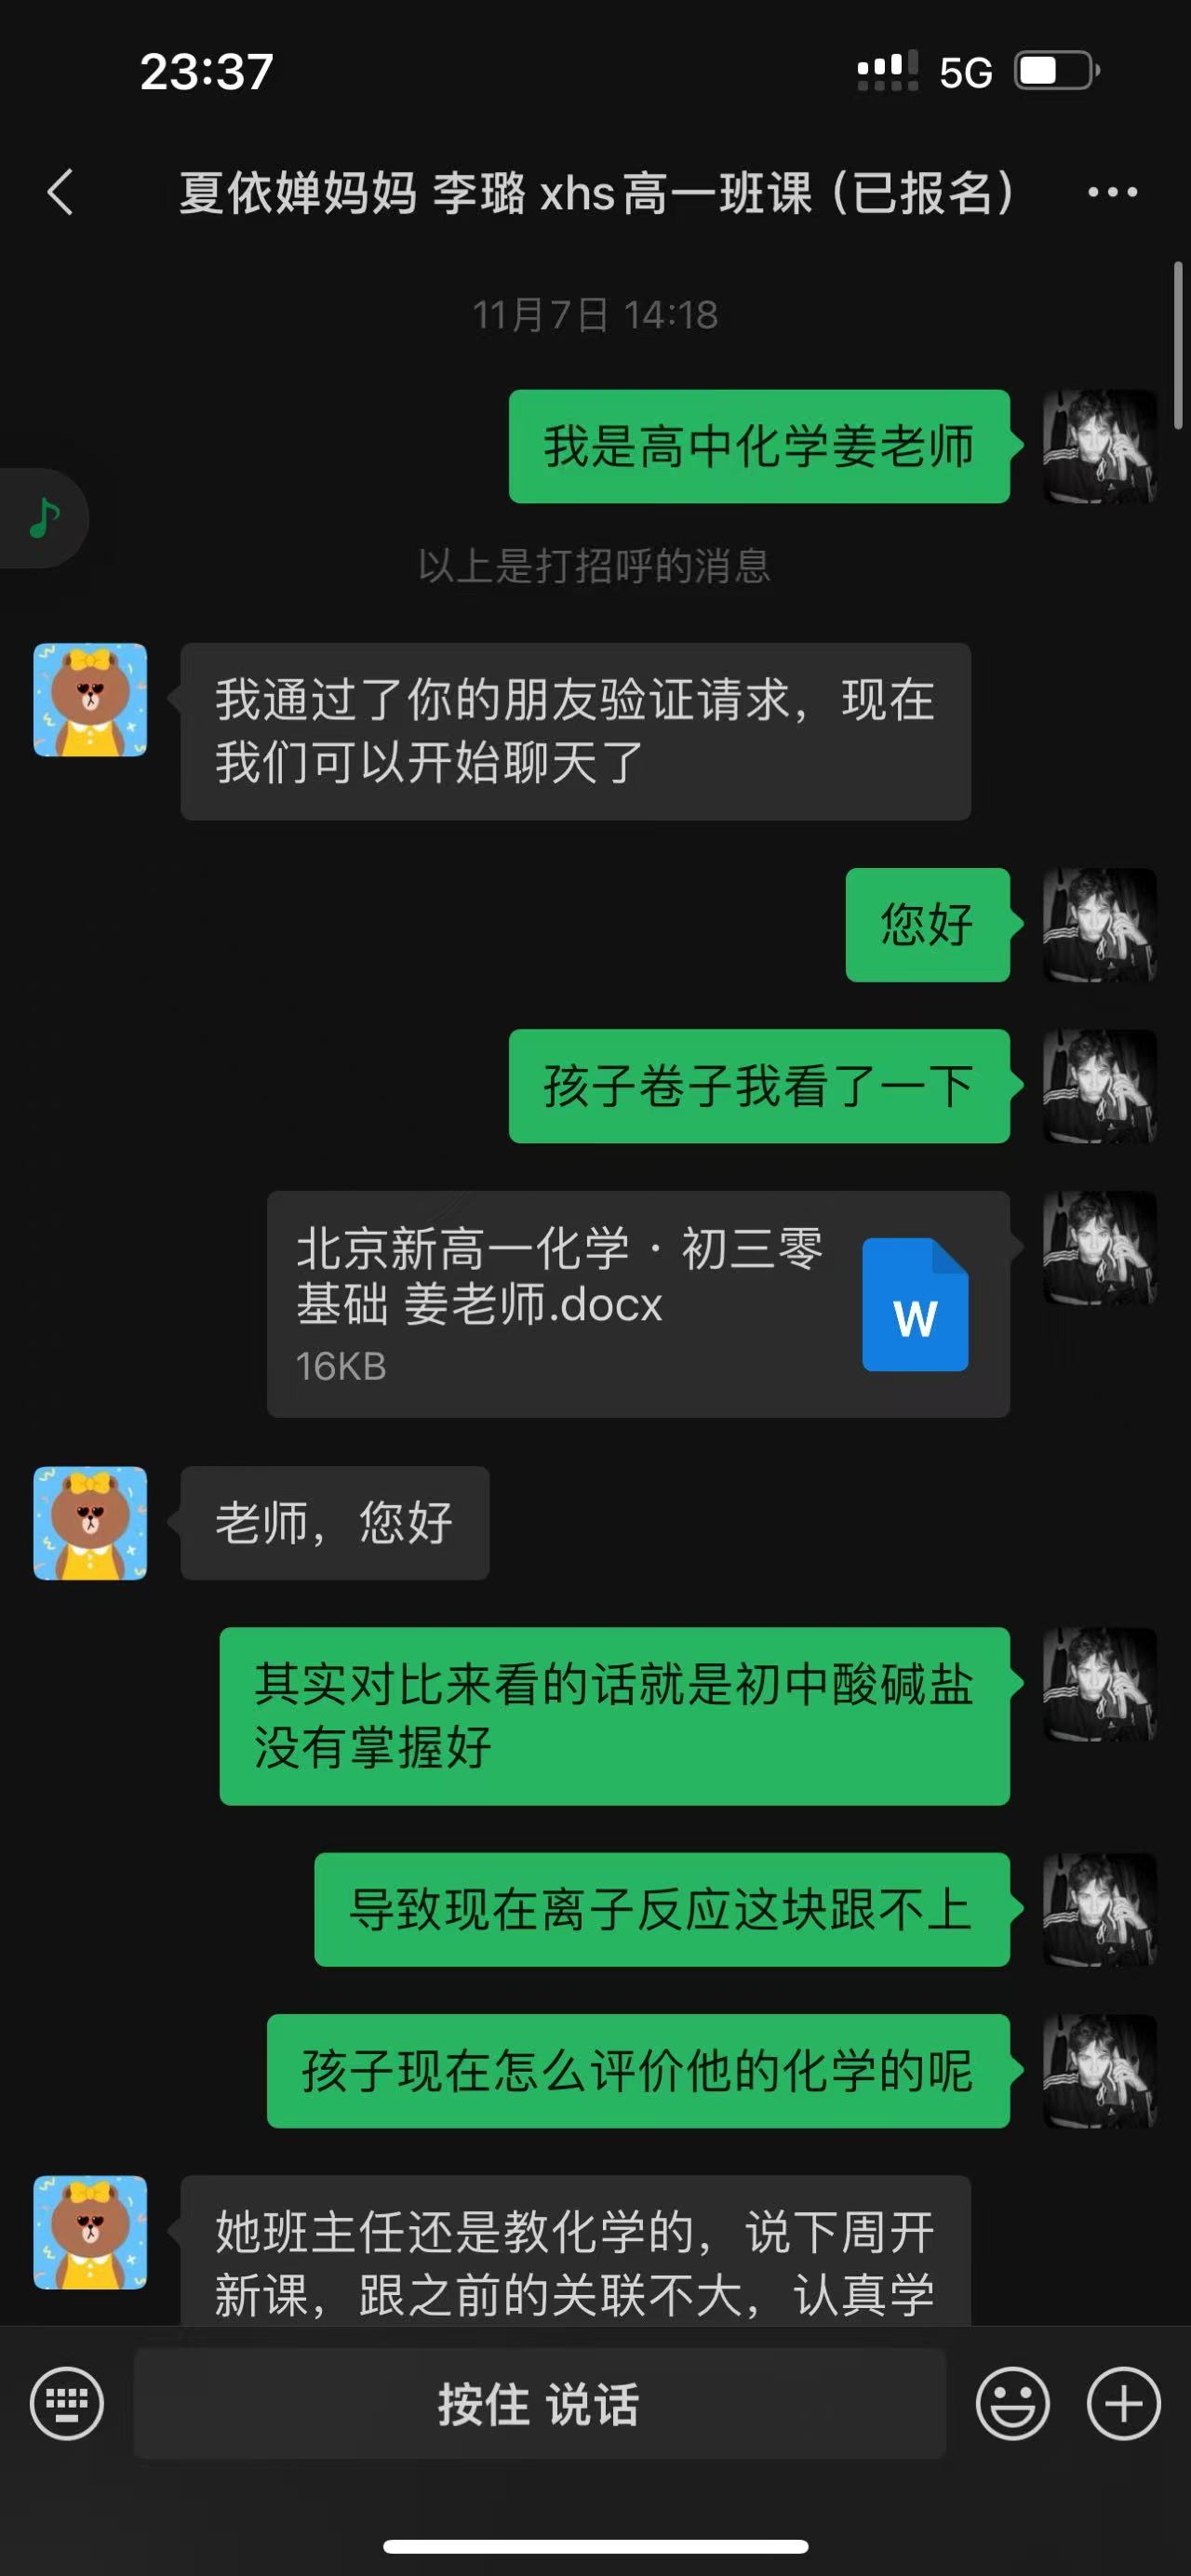 23:37
5G
夏依婵妈妈 李璐 xhs高一班课（已报名）
11月7日 14:18
我是高中化学姜老师
以上是打招呼的消息
我通过了你的朋友验证请求，现在
我们可以开始聊天了
您好
孩子卷子我看了一下
北京新高一化学 · 初三零
基础 姜老师.docx
W
16KB
老师，您好
其实对比来看的话就是初中酸碱盐
没有掌握好
导致现在离子反应这块跟不上
孩子现在怎么评价他的化学的呢
她班主任还是教化学的，说下周开
新课，跟之前的关联不大，认真学
按住 说话